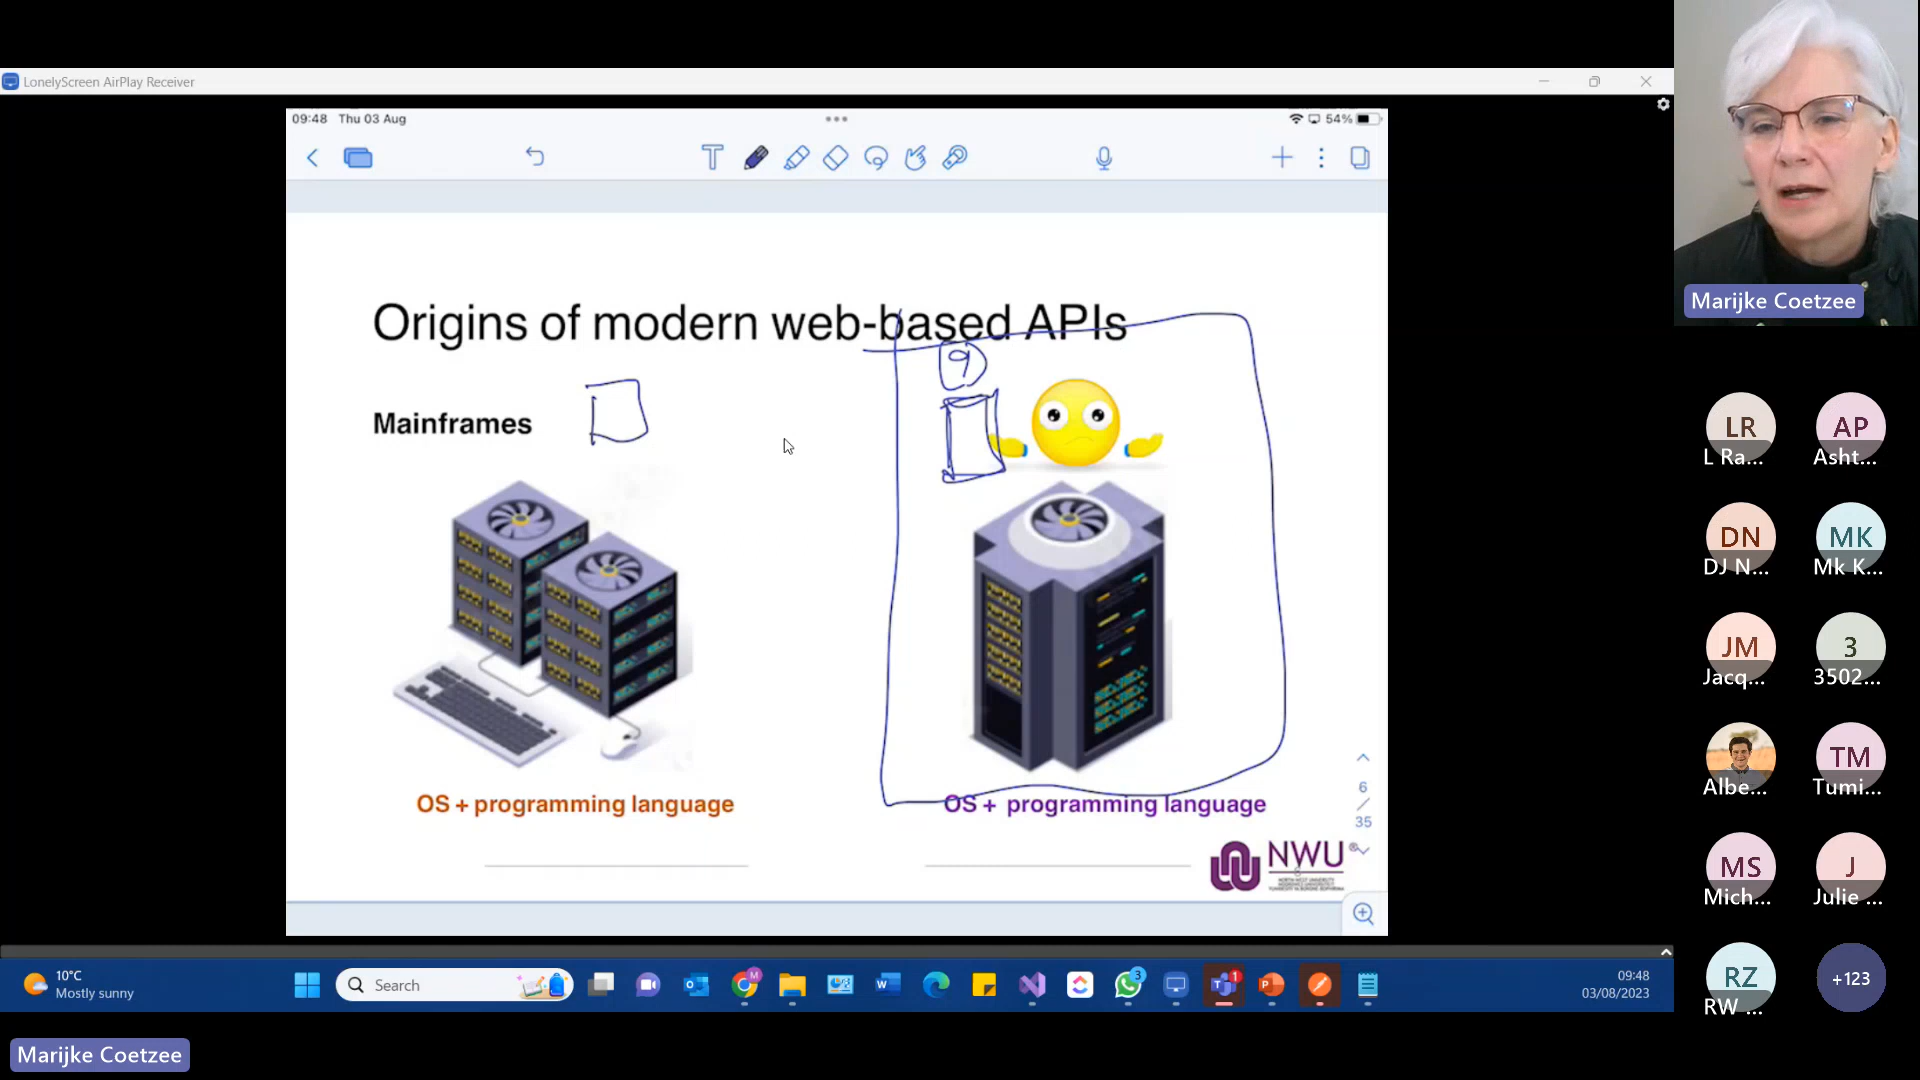 LonelyScreen AirPlay Receiver
09:48 Thu 03 Aug
54%
T
Origins of modern web-based APIs
9
Mainframes
OS + programming language
OS + programming language
6
/
35
NWU®
Marijke Coetzee
LR
L Ra...
AP
Asht...
DN
DJ N...
MK
Mk K...
JM
Jacq...
3
3502...
Albe...
TM
Tumi...
MS
Mich...
J
Julie ...
RZ
RW ...
+123
10°C
Mostly sunny
Search
M
3
1
09:48
03/08/2023
Marijke Coetzee